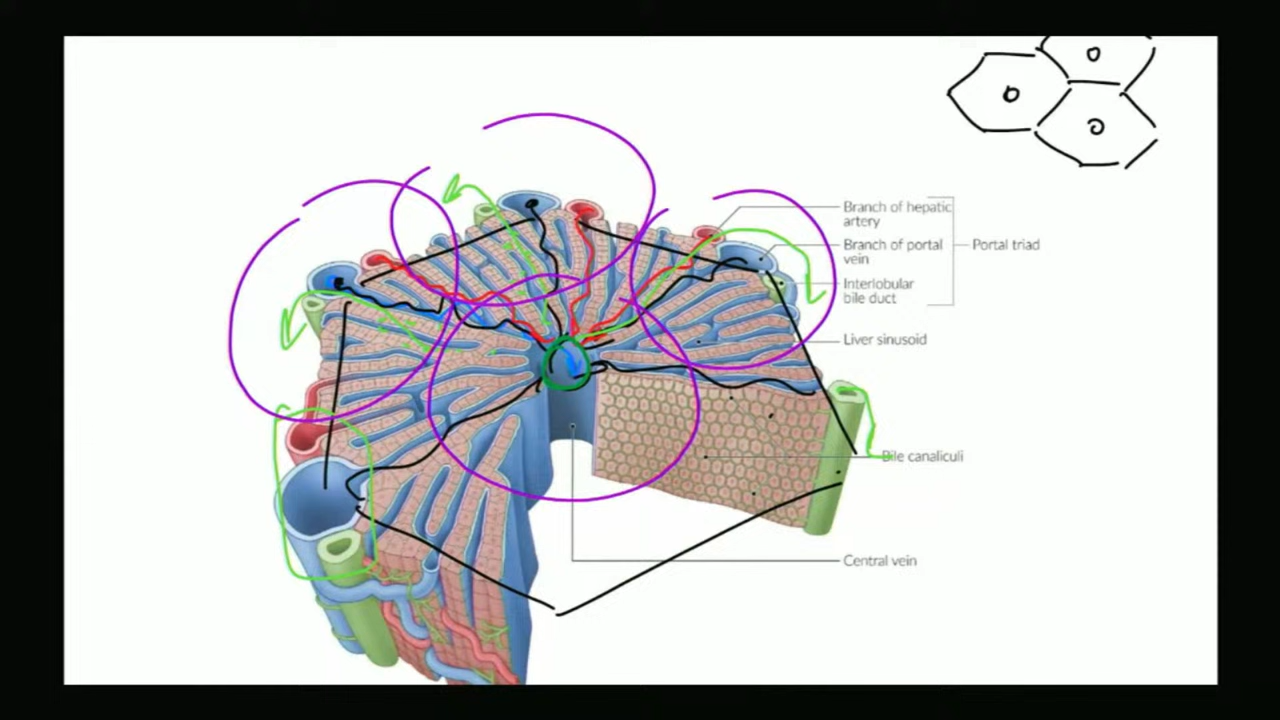 Branch of hepatic
artery
Branch of portal
vein
Portal triad
Interlobular
bile duct
Liver sinusoid
Bile canaliculi
Central vein